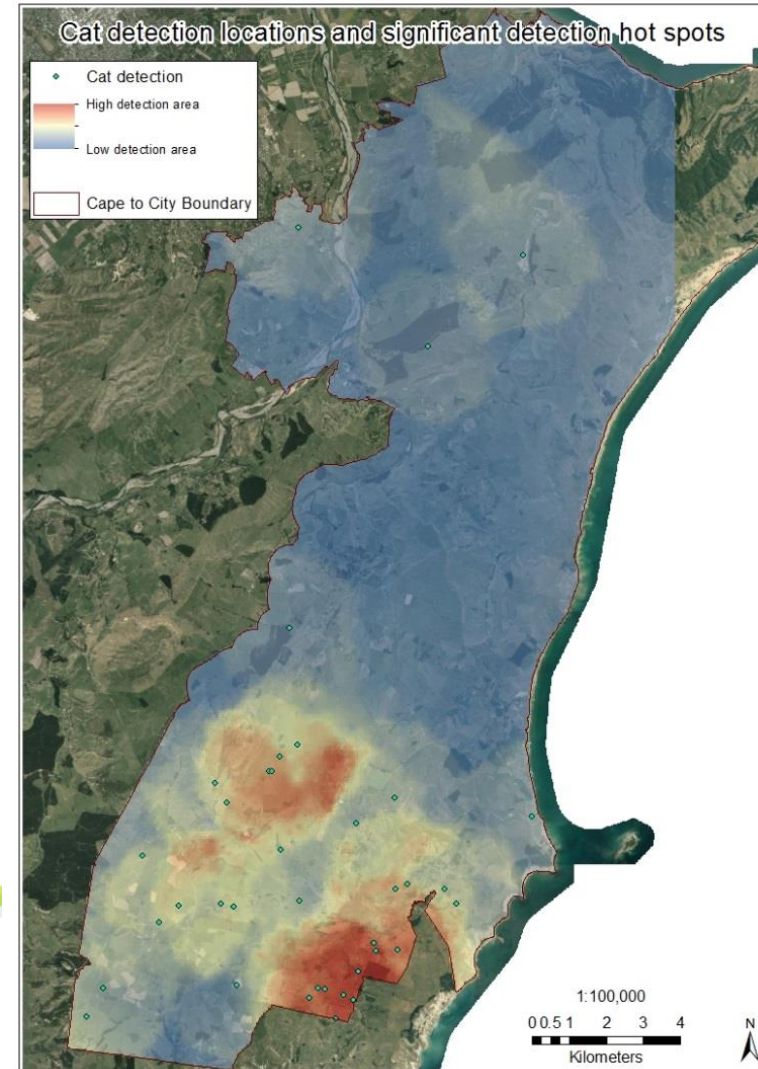 Cat detection locations and significant detection hot spots
Cat detection
High detection area
Low detection area
Cape to City Boundary
1:100,000
0 0.5 1 2 3 4
Kilometers
N